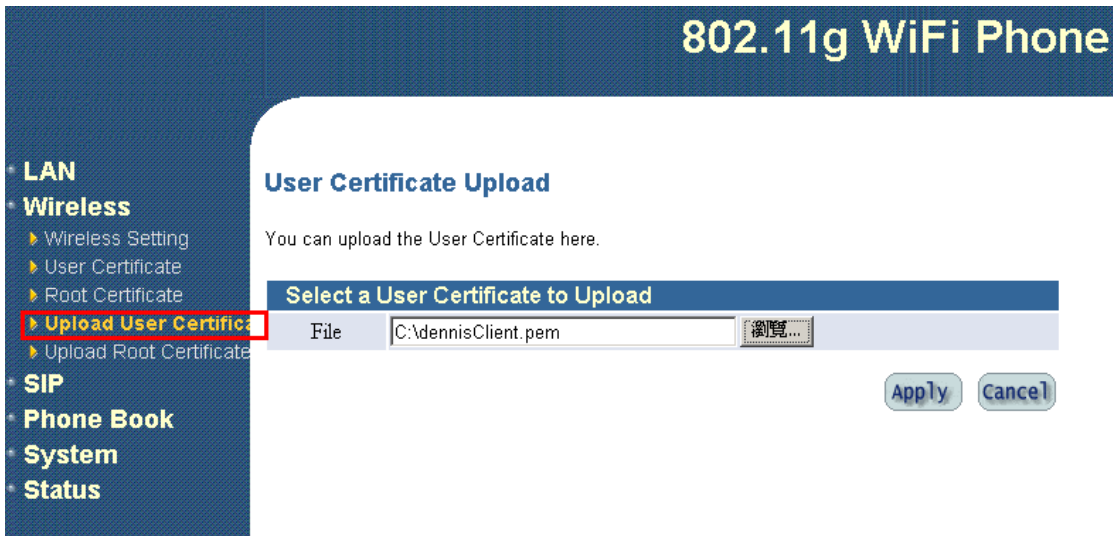 802.11g WiFi Phone
LAN
Wireless
Wireless Setting
User Certificate
Root Certificate
Upload User Certifica
Upload Root Certificate
SIP
Phone Book
System
Status
User Certificate Upload
You can upload the User Certificate here.
Select a User Certificate to Upload
File C:\dennisClient.pem 瀏覽...
Apply Cancel